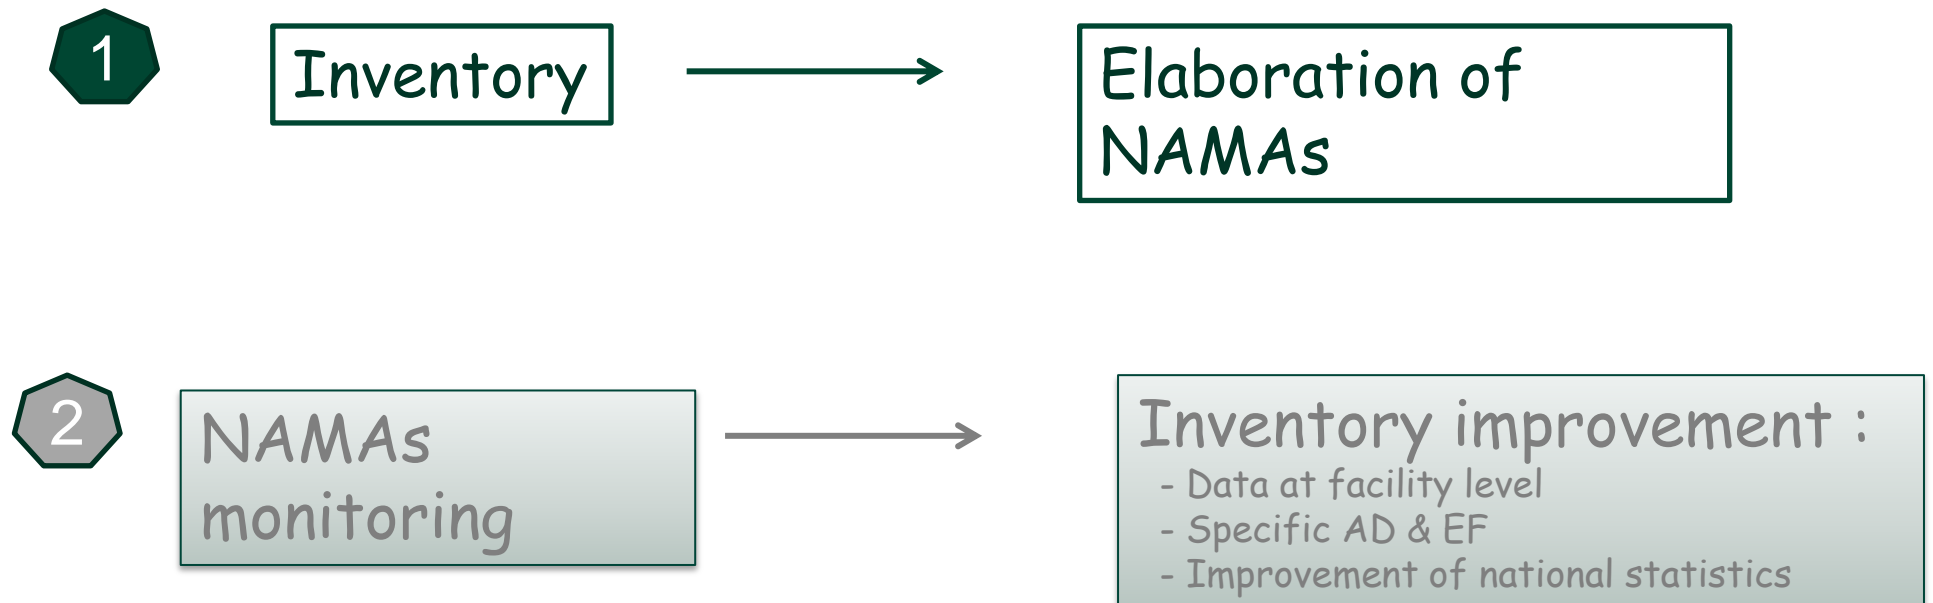 1
Inventory
Elaboration of
NAMAs
2
NAMAs
monitoring
Inventory improvement :
- Data at facility level
- Specific AD & EF
- Improvement of national statistics